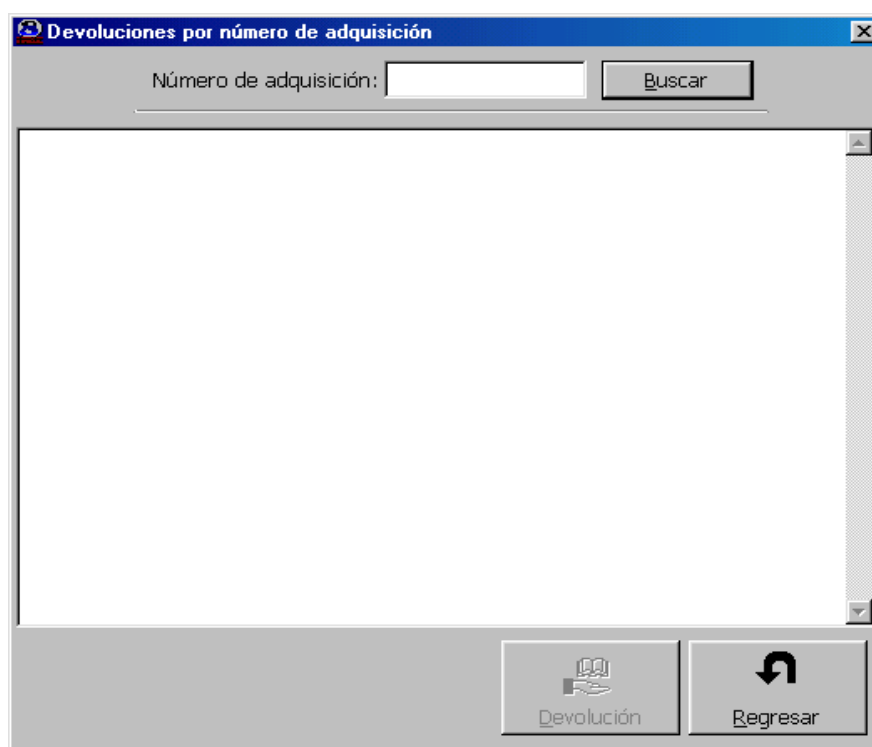 Devoluciones por número de adquisición
Número de adquisición: Buscar
Devolución Regresar